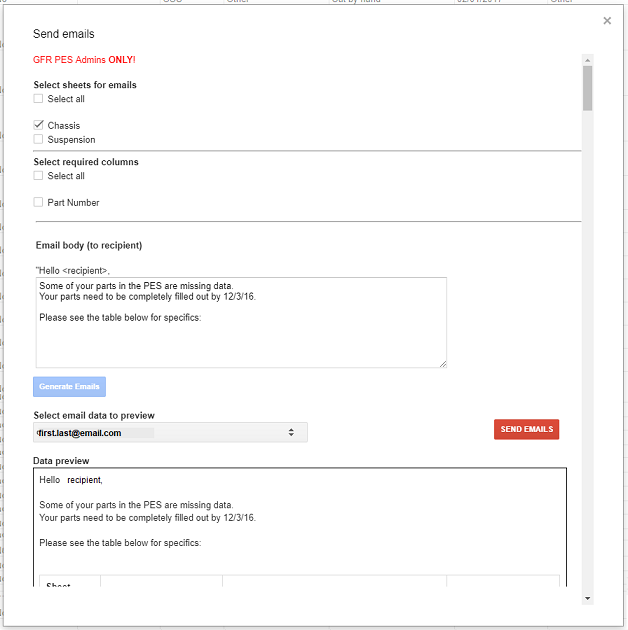 Send emails
×
GFR PES Admins ONLY!
Select sheets for emails
Select all
Chassis
Suspension
Select required columns
Select all
Part Number
Email body (to recipient)
"Hello <recipient>,
Some of your parts in the PES are missing data.
Your parts need to be completely filled out by 12/3/16.
Please see the table below for specifics:
Generate Emails
Select email data to preview
first.last@email.com
SEND EMAILS
Data preview
Hello recipient,
Some of your parts in the PES are missing data.
Your parts need to be completely filled out by 12/3/16.
Please see the table below for specifics:
Sheet